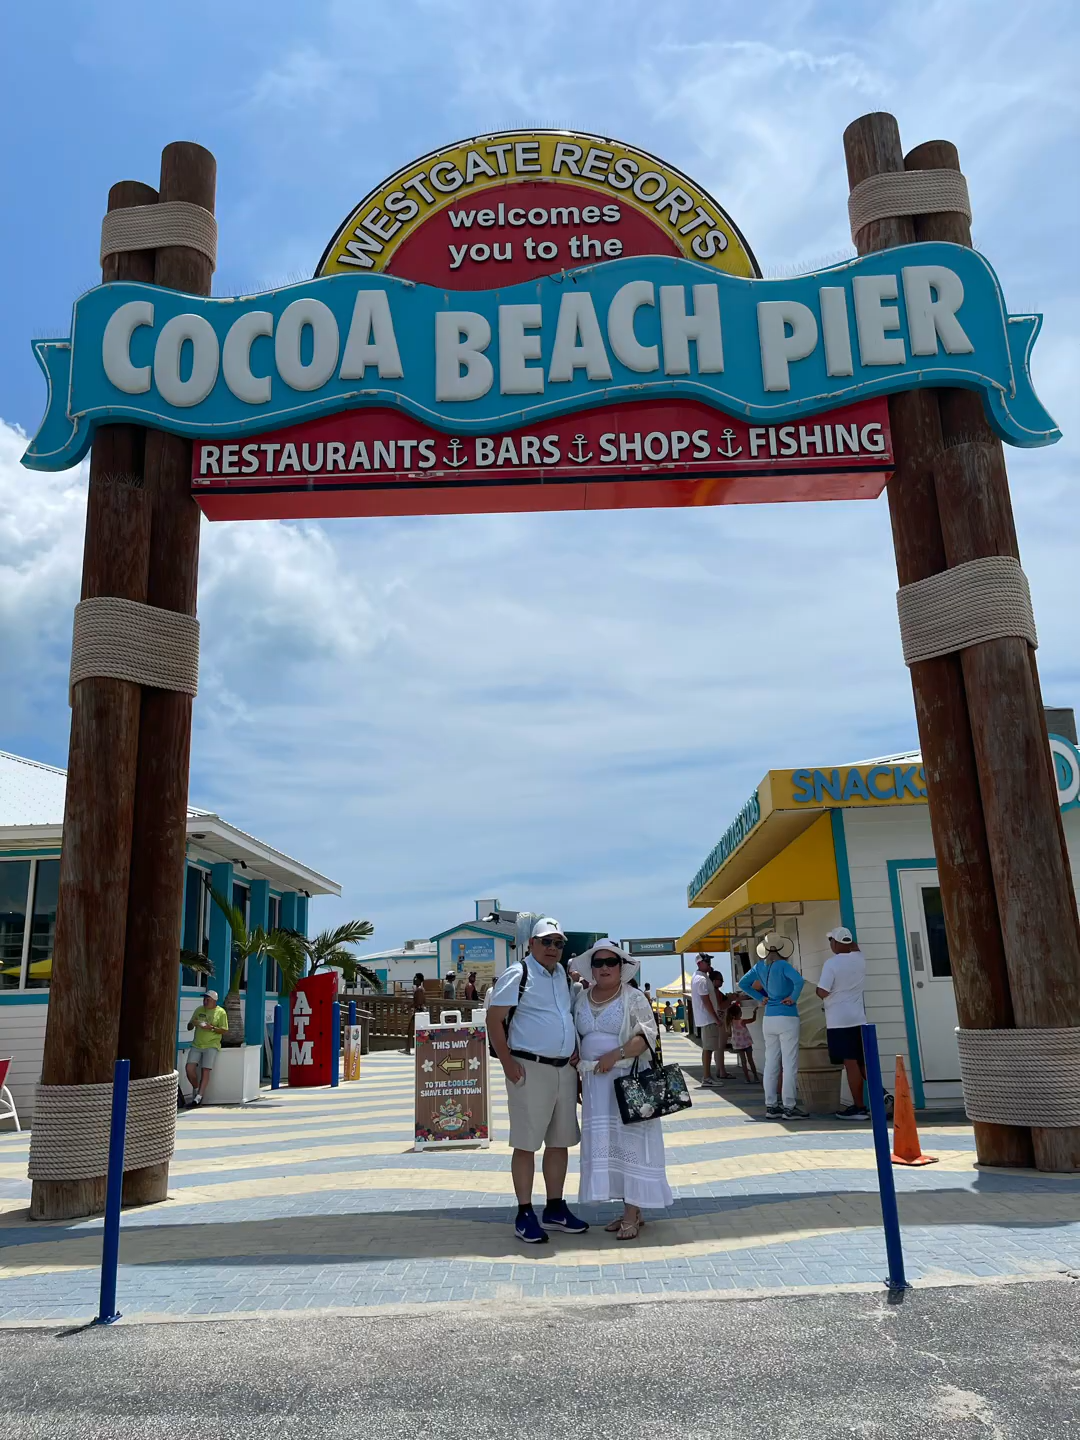 WESTGATE RESORTS
welcomes
you to the
COCOA BEACH PIER
RESTAURANTS ⚓ BARS ⚓ SHOPS ⚓ FISHING
SNACKS
ATM
THIS WAY
TO THE COOLEST
SHAVE ICE IN TOWN
SHOWERS